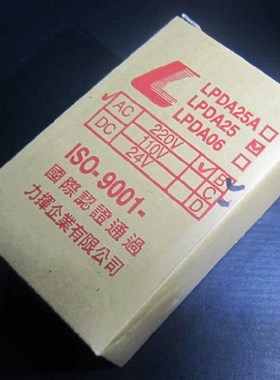 L
LPDA25A □
LPDA25 ☑
LPDA06 □
✓ AC 220V ✓ B
110V C
DC 24V D
ISO-9001-
國際認證通過
力揮企業有限公司